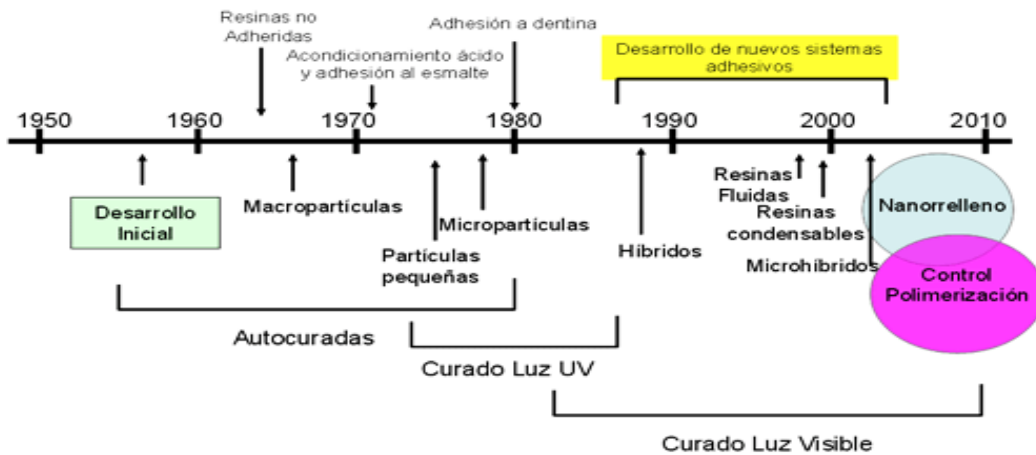 Resinas no
Adheridas
Acondicionamiento ácido
y adhesión al esmalte
Adhesión a dentina
Desarrollo de nuevos sistemas
adhesivos
1950
1960
1970
1980
1990
2000
2010
Desarrollo
Inicial
Macropartículas
Partículas
pequeñas
Micropartículas
Híbridos
Resinas
Fluidas
Resinas
condensables
Microhíbridos
Nanorrelleno
Control
Polimerización
Autocuradas
Curado Luz UV
Curado Luz Visible